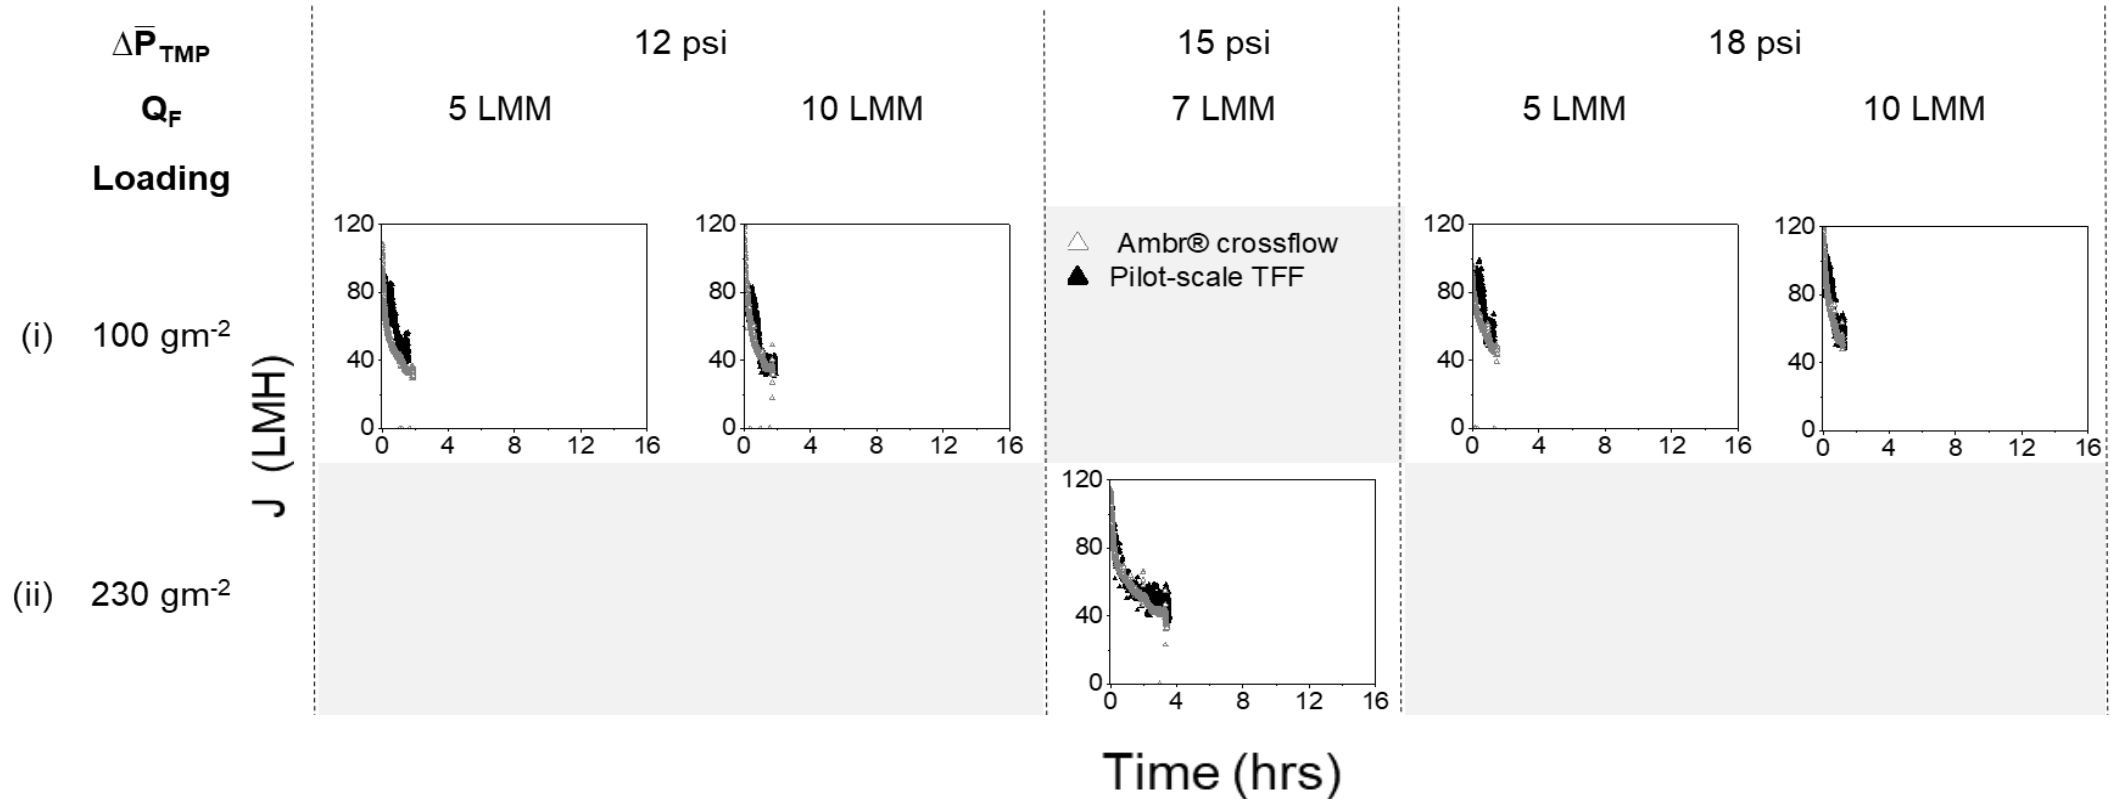 ΔP̅TMP 12 psi 15 psi 18 psi
QF 5 LMM 10 LMM 7 LMM 5 LMM 10 LMM
Loading
(i) 100 gm-2
J (LMH)
120
80
40
0
0 4 8 12 16
120
80
40
0
0 4 8 12 16
Ambr® crossflow
Pilot-scale TFF
120
80
40
0
0 4 8 12 16
120
80
40
0
0 4 8 12 16
(ii) 230 gm-2
120
80
40
0
0 4 8 12 16
Time (hrs)